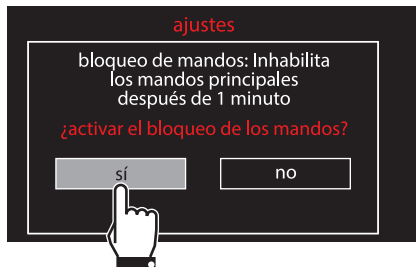 ajustes
bloqueo de mandos: Inhabilita
los mandos principales
después de 1 minuto
¿activar el bloqueo de los mandos?
sí
no